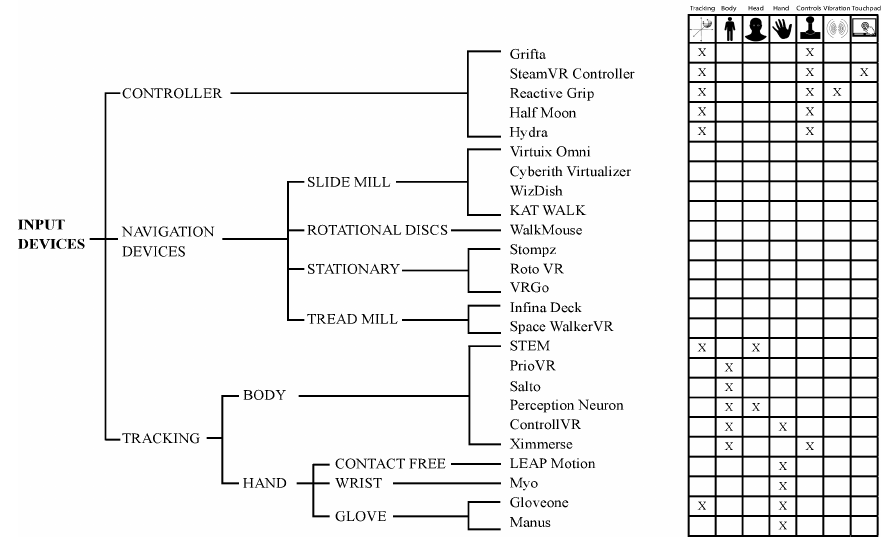 Tracking Body Head Hand Controls Vibration Touchpad
Grifta X X
SteamVR Controller X X X
CONTROLLER Reactive Grip X X X
Half Moon X X
Hydra X X
Virtuix Omni
Cyberith Virtualizer
SLIDE MILL
WizDish
KAT WALK
INPUT
DEVICES
NAVIGATION
DEVICES
ROTATIONAL DISCS WalkMouse
Stompz
STATIONARY Roto VR
VRGo
Infina Deck
TREAD MILL
Space WalkerVR
STEM X X
PrioVR X
Salto X
BODY
Perception Neuron X X
ControllVR X X
TRACKING
Ximmerse X X
CONTACT FREE LEAP Motion X
HAND WRIST Myo X
Gloveone X X
GLOVE
Manus X